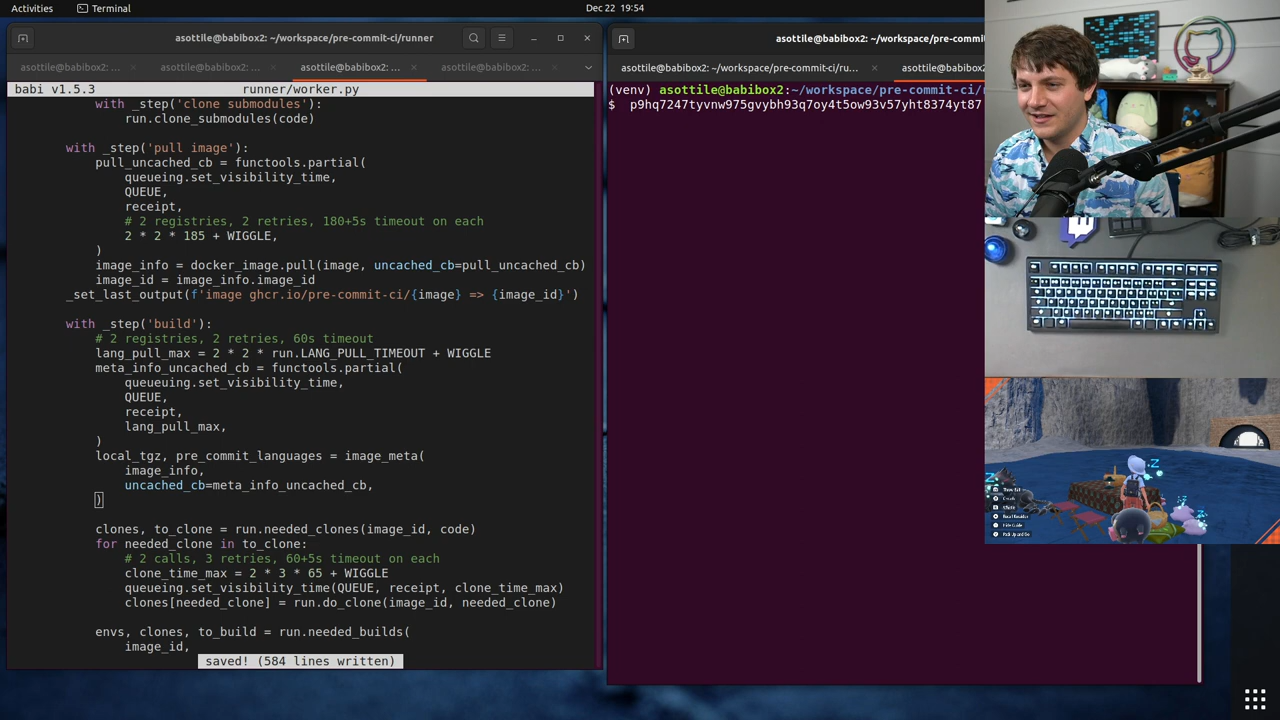 Activities
Terminal
Dec 22 19:54
asottile@babibox2: ~/workspace/pre-commit-ci/runner
asottile@babibox2: ...
asottile@babibox2: ...
asottile@babibox2: ...
asottile@babibox2: ...
babi v1.5.3 runner/worker.py
with _step('clone submodules'):
run.clone_submodules(code)
with _step('pull image'):
pull_uncached_cb = functools.partial(
queueing.set_visibility_time,
QUEUE,
receipt,
# 2 registries, 2 retries, 180+5s timeout on each
2 * 2 * 185 + WIGGLE,
)
image_info = docker_image.pull(image, uncached_cb=pull_uncached_cb)
image_id = image_info.image_id
_set_last_output(f'image ghcr.io/pre-commit-ci/{image} => {image_id}')
with _step('build'):
# 2 registries, 2 retries, 60s timeout
lang_pull_max = 2 * 2 * run.LANG_PULL_TIMEOUT + WIGGLE
meta_info_uncached_cb = functools.partial(
queueuing.set_visibility_time,
QUEUE,
receipt,
lang_pull_max,
)
local_tgz, pre_commit_languages = image_meta(
image_info,
uncached_cb=meta_info_uncached_cb,
)
clones, to_clone = run.needed_clones(image_id, code)
for needed_clone in to_clone:
# 2 calls, 3 retries, 60+5s timeout on each
clone_time_max = 2 * 3 * 65 + WIGGLE
queueing.set_visibility_time(QUEUE, receipt, clone_time_max)
clones[needed_clone] = run.do_clone(image_id, needed_clone)
envs, clones, to_build = run.needed_builds(
image_id,
saved! (584 lines written)
asottile@babibox2: ~/workspace/pre-commit
asottile@babibox2: ~/workspace/pre-commit-ci/ru...
asottile@babibox2:
(venv) asottile@babibox2:~/workspace/pre-commit-ci/r
$ p9hq7247tyvnw975gvybh93q7oy4t5ow93v57yht8374yt87